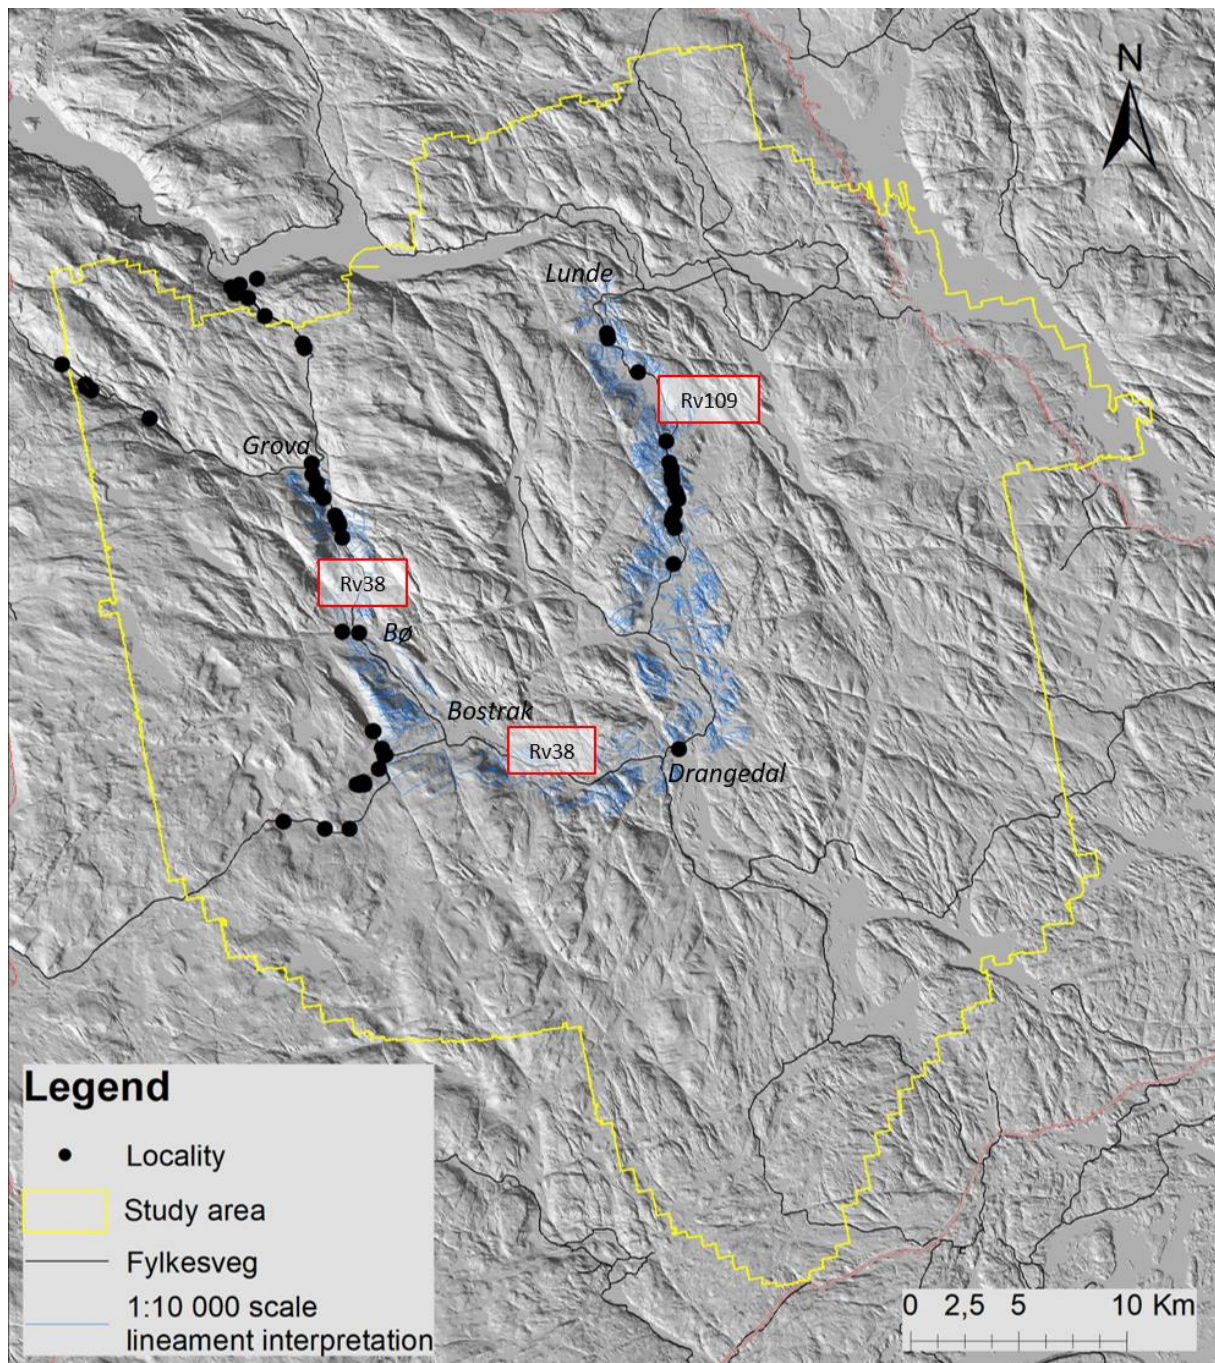 N
Lunde
Rv109
Grova
Rv38
Bø
Bostrak
Rv38
Drangedal
Legend
Locality
Study area
Fylkesveg
1:10 000 scale
lineament interpretation
0 2,5 5 10 Km